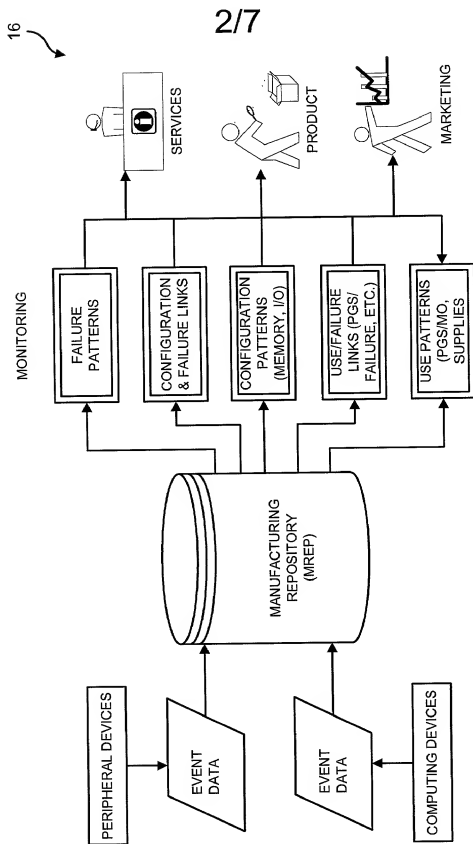 2/7
16
PERIPHERAL DEVICES
EVENT
DATA
COMPUTING DEVICES
EVENT
DATA
MANUFACTURING
REPOSITORY
(MREP)
MONITORING
FAILURE
PATTERNS
CONFIGURATION
& FAILURE LINKS
CONFIGURATION
PATTERNS
(MEMORY, I/O)
USE/FAILURE
LINKS (PGS/
FAILURE, ETC.)
USE PATTERNS
(PGS/MO,
SUPPLIES
i
SERVICES
PRODUCT
MARKETING